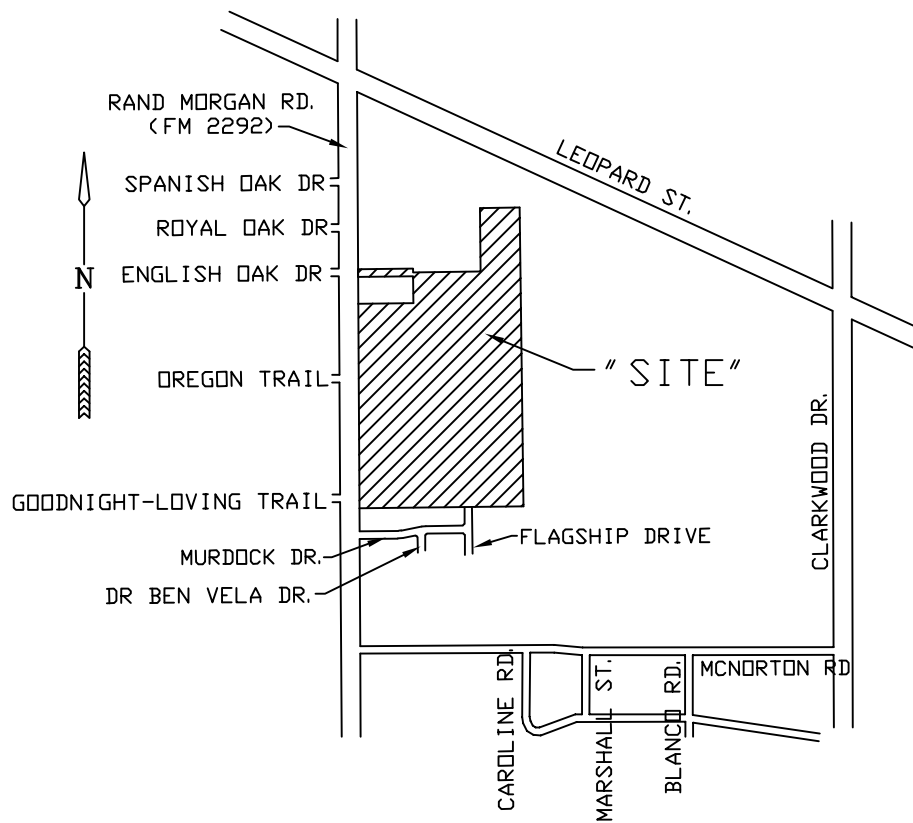 RAND MORGAN RD.
(FM 2292)
LEOPARD ST.
SPANISH OAK DR
ROYAL OAK DR
N
ENGLISH OAK DR
"SITE"
OREGON TRAIL
CLARKWOOD DR.
GOODNIGHT-LOVING TRAIL
FLAGSHIP DRIVE
MURDOCK DR.
DR BEN VELA DR.
MCNORTON RD
CAROLINE RD.
MARSHALL ST.
BLANCO RD.